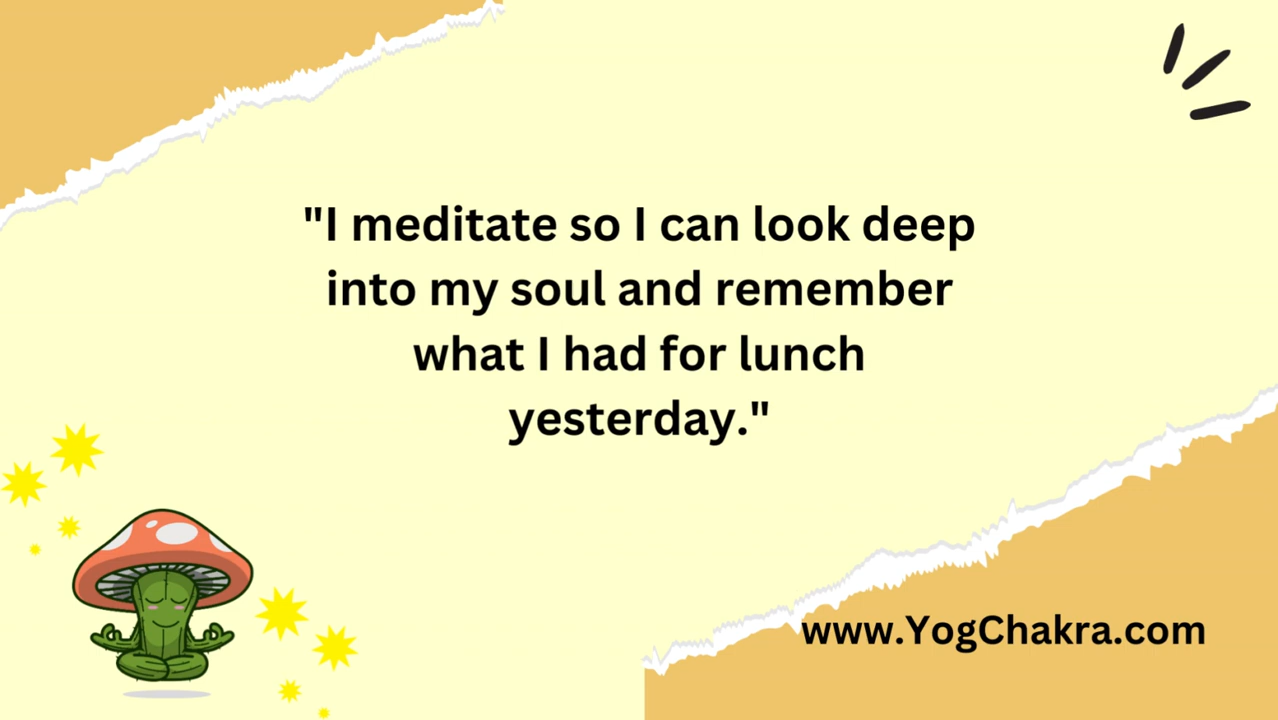 "I meditate so I can look deep
into my soul and remember
what I had for lunch
yesterday."
www.YogChakra.com